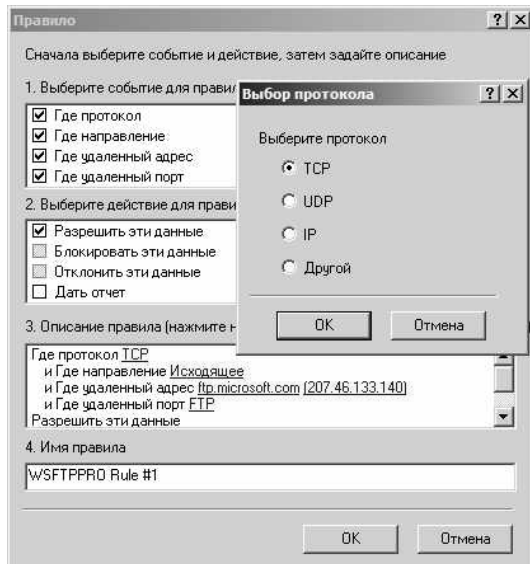 Правило
Сначала выберите событие и действие, затем задайте описание
1. Выберите событие для
Где протокол
Где направление
Где удаленный адрес
Где удаленный порт
2. Выберите действие для
Разрешить эти данные
Блокировать эти данные
Отклонить эти данные
Дать отчет
3. Описание правила (нажмите
Где протокол TCP
и Где направление Исходящее
и Где удаленный адрес ftp.microsoft.com (207.46.133.140)
и Где удаленный порт FTP
Разрешить эти данные
4. Имя правила
WSFTPPRO Rule #1
OK
Отмена
Выбор протокола
Выберите протокол
TCP
UDP
IP
Другой
OK
Отмена